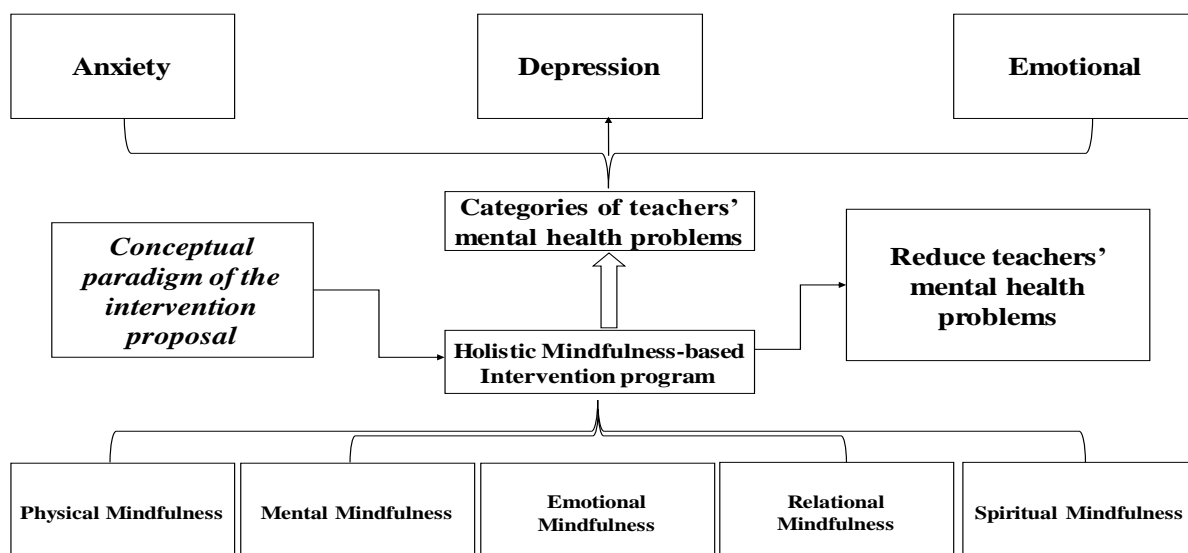 Anxiety
Depression
Emotional
Categories of teachers’
mental health problems
Conceptual
paradigm of the
intervention
proposal
Reduce teachers’
mental health
problems
Holistic Mindfulness-based
Intervention program
Physical Mindfulness
Mental Mindfulness
Emotional
Mindfulness
Relational
Mindfulness
Spiritual Mindfulness